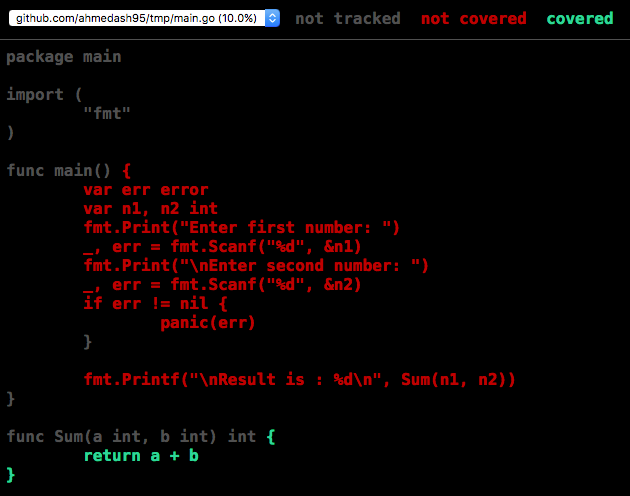 github.com/ahmedash95/tmp/main.go (10.0%) not tracked not covered covered
package main
import (
"fmt"
)
func main() {
var err error
var n1, n2 int
fmt.Print("Enter first number: ")
_, err = fmt.Scanf("%d", &n1)
fmt.Print("\nEnter second number: ")
_, err = fmt.Scanf("%d", &n2)
if err != nil {
panic(err)
}
fmt.Printf("\nResult is : %d\n", Sum(n1, n2))
}
func Sum(a int, b int) int {
return a + b
}